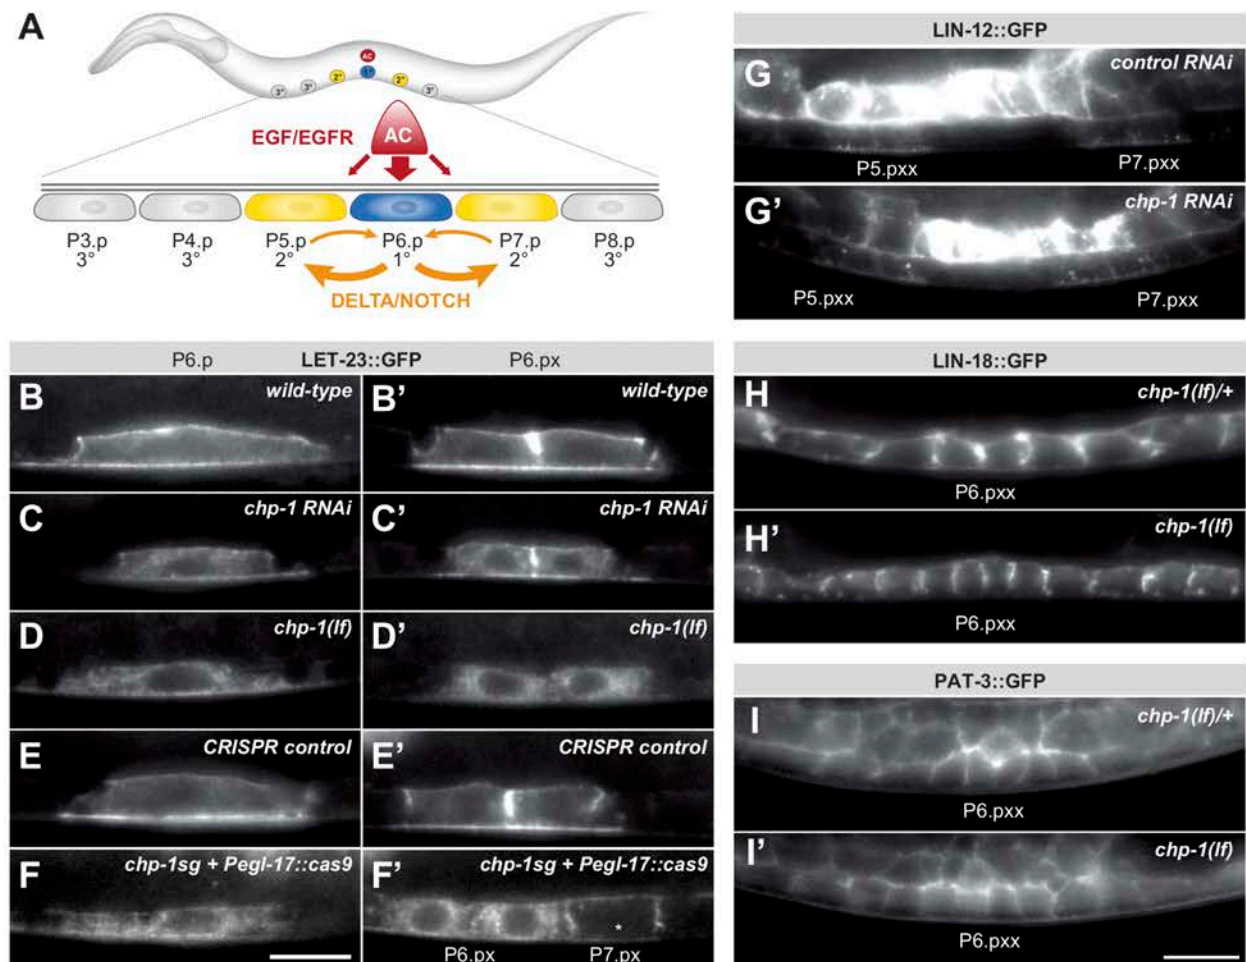 A
AC
3° 3° 2° 1° 2° 3°
EGF/EGFR
AC
P3.p P4.p P5.p P6.p P7.p P8.p
3° 3° 2° 1° 2° 3°
DELTA/NOTCH
P6.p LET-23::GFP P6.px
B wild-type
B' wild-type
C chp-1 RNAi
C' chp-1 RNAi
D chp-1(lf)
D' chp-1(lf)
E CRISPR control
E' CRISPR control
F chp-1sg + Pegl-17::cas9
F' chp-1sg + Pegl-17::cas9
*
P6.px P7.px
LIN-12::GFP
G control RNAi
P5.pxx P7.pxx
G' chp-1 RNAi
P5.pxx P7.pxx
LIN-18::GFP
H chp-1(lf)/+
P6.pxx
H' chp-1(lf)
P6.pxx
PAT-3::GFP
I chp-1(lf)/+
P6.pxx
I' chp-1(lf)
P6.pxx